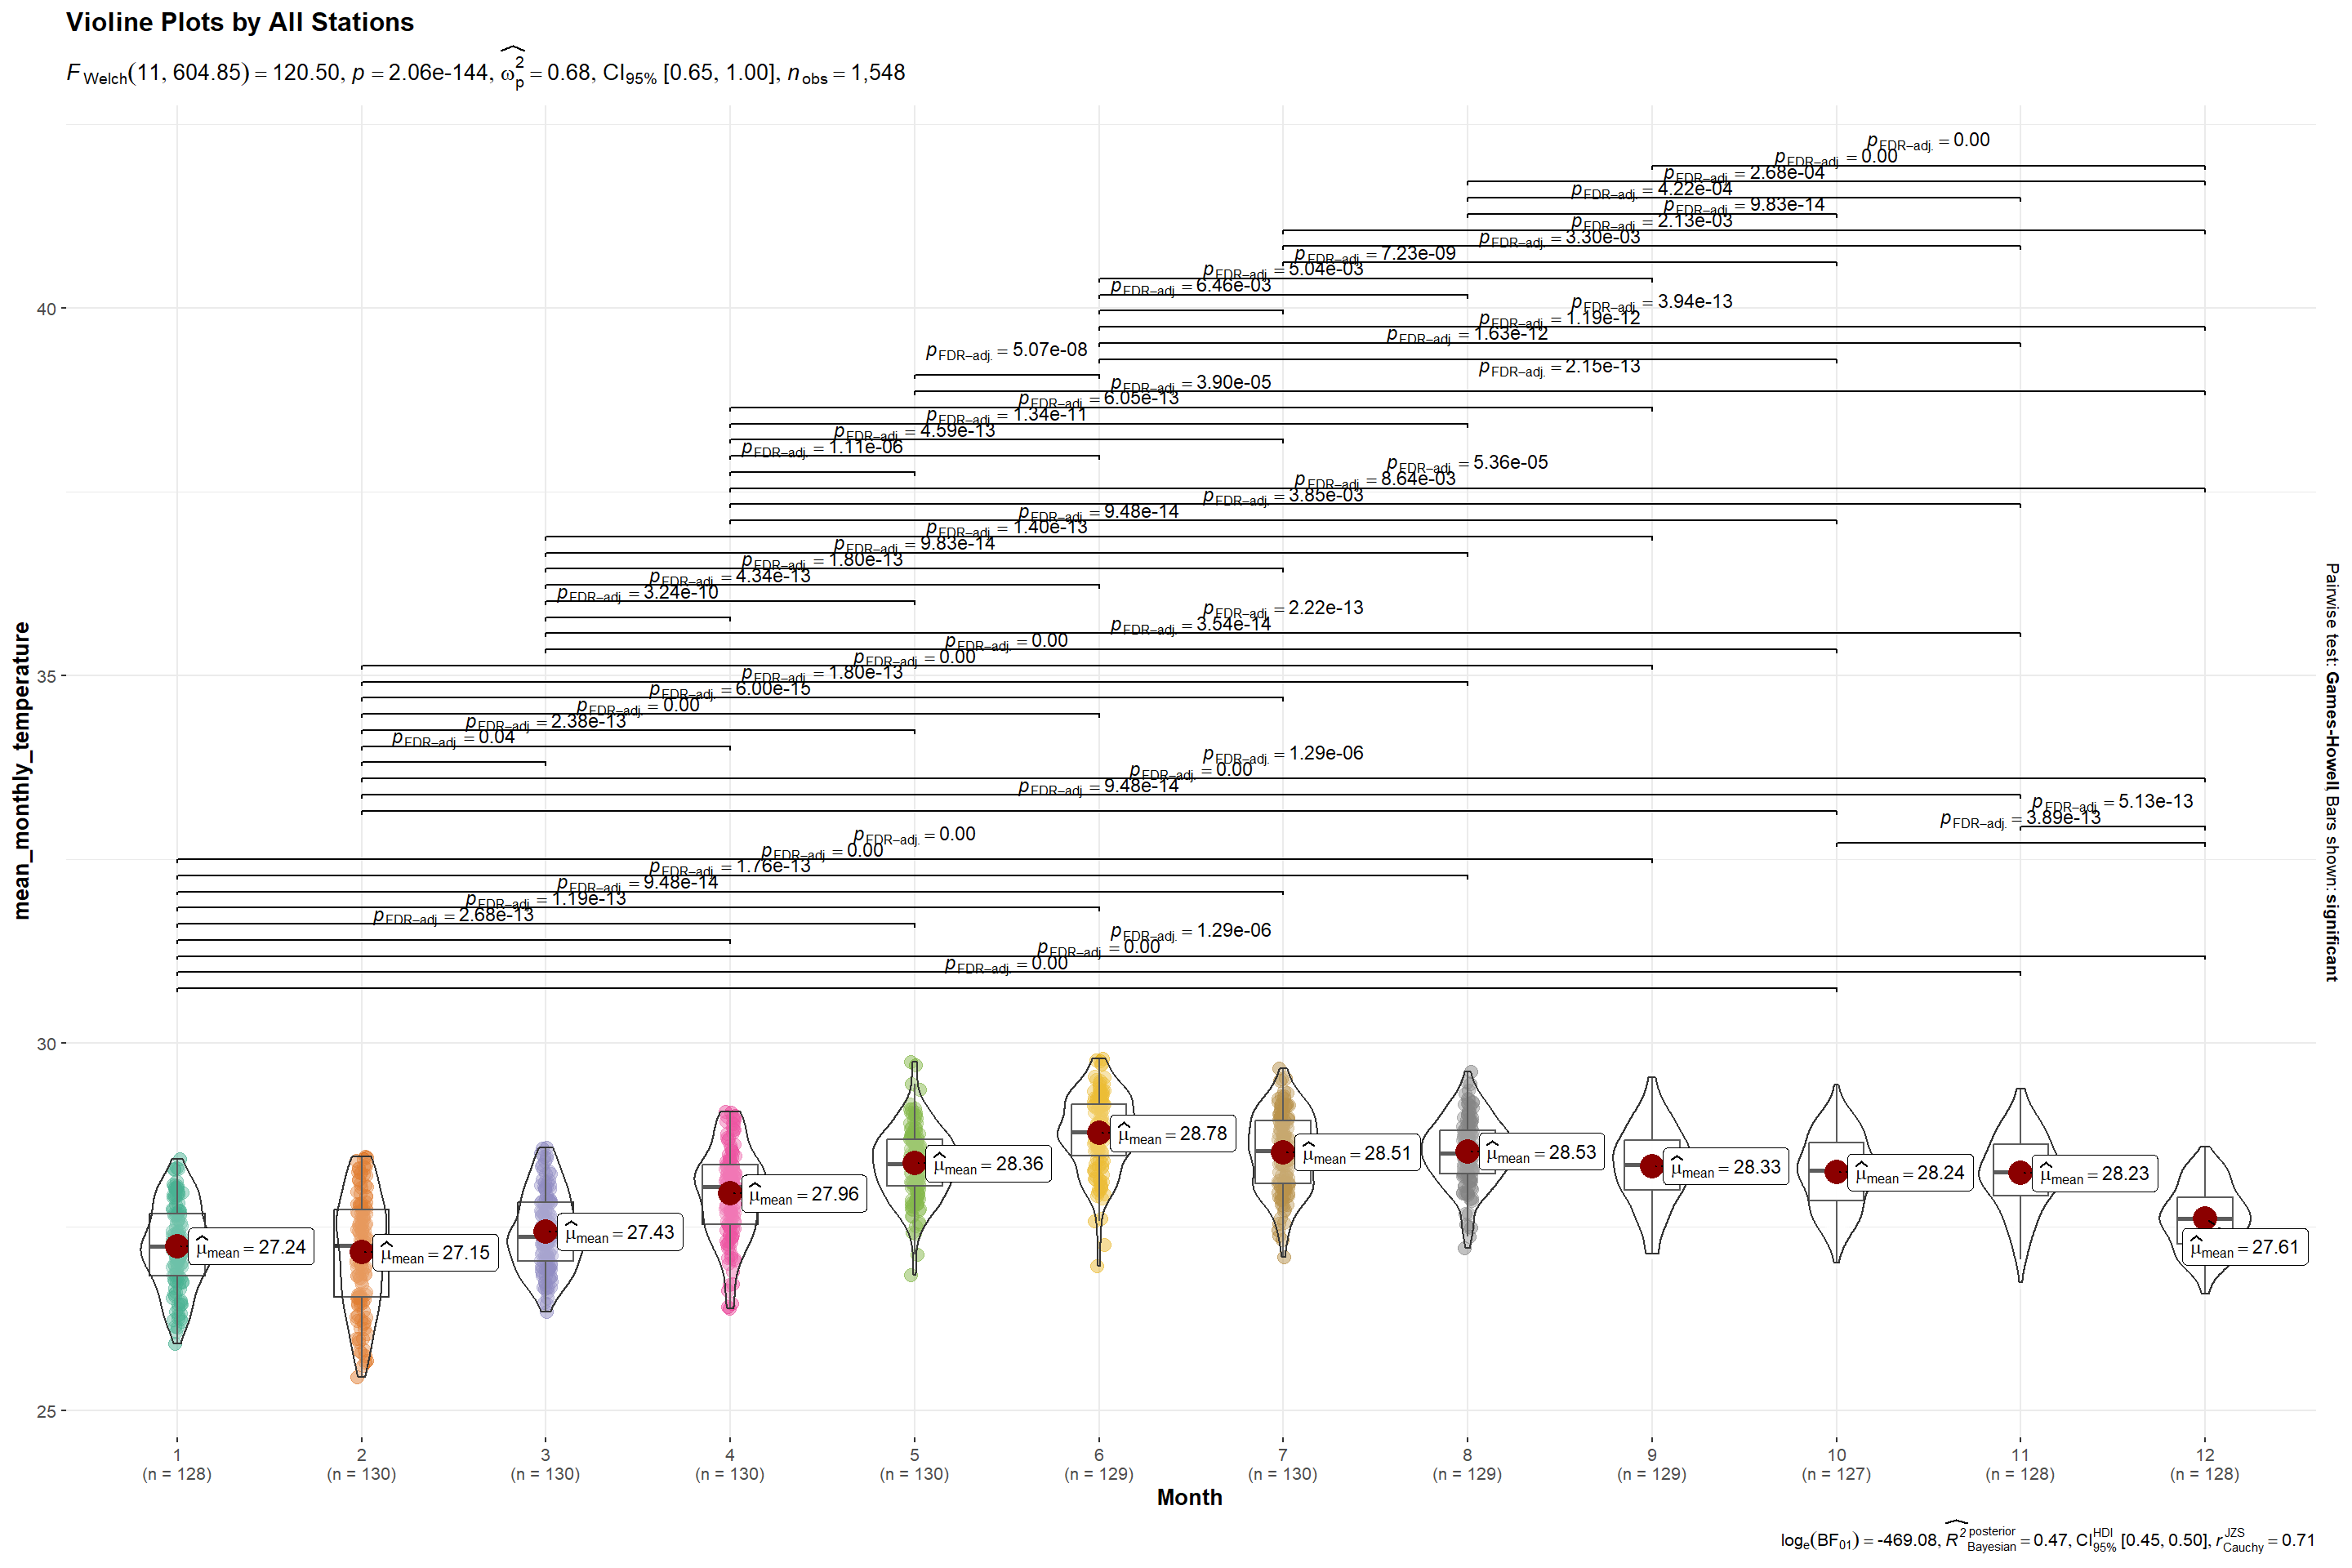 Violine Plots by All Stations
F Welch(11, 604.85) = 120.50, p = 2.06e-144, ω̂²p = 0.68, CI95% [0.65, 1.00], nobs = 1,548
pFDR−adj. = 0.00
pFDR−adj. = 0.00
pFDR−adj. = 2.68e-04
pFDR−adj. = 4.22e-04
pFDR−adj. = 9.83e-14
pFDR−adj. = 2.13e-03
pFDR−adj. = 3.30e-03
pFDR−adj. = 7.23e-09
pFDR−adj. = 5.04e-03
pFDR−adj. = 6.46e-03
pFDR−adj. = 3.94e-13
40
pFDR−adj. = 1.19e-12
pFDR−adj. = 1.63e-12
pFDR−adj. = 5.07e-08
pFDR−adj. = 2.15e-13
pFDR−adj. = 3.90e-05
pFDR−adj. = 6.05e-13
pFDR−adj. = 1.34e-11
pFDR−adj. = 4.59e-13
pFDR−adj. = 1.11e-06
pFDR−adj. = 5.36e-05
pFDR−adj. = 8.64e-03
pFDR−adj. = 3.85e-03
pFDR−adj. = 9.48e-14
pFDR−adj. = 1.40e-13
pFDR−adj. = 9.83e-14
pFDR−adj. = 1.80e-13
pFDR−adj. = 4.34e-13
pFDR−adj. = 3.24e-10
pFDR−adj. = 2.22e-13
pFDR−adj. = 3.54e-14
pFDR−adj. = 0.00
pFDR−adj. = 0.00
pFDR−adj. = 1.80e-13
35
pFDR−adj. = 6.00e-15
pFDR−adj. = 0.00
pFDR−adj. = 2.38e-13
pFDR−adj. = 0.04
pFDR−adj. = 1.29e-06
pFDR−adj. = 0.00
pFDR−adj. = 9.48e-14
pFDR−adj. = 5.13e-13
pFDR−adj. = 3.89e-13
pFDR−adj. = 0.00
pFDR−adj. = 0.00
pFDR−adj. = 1.76e-13
pFDR−adj. = 9.48e-14
pFDR−adj. = 1.19e-13
pFDR−adj. = 2.68e-13
pFDR−adj. = 1.29e-06
pFDR−adj. = 0.00
pFDR−adj. = 0.00
mean_monthly_temperature
Pairwise test: Games-Howell, Bars shown: significant
30
μ̂mean = 27.24
μ̂mean = 27.15
μ̂mean = 27.43
μ̂mean = 27.96
μ̂mean = 28.36
μ̂mean = 28.78
μ̂mean = 28.51
μ̂mean = 28.53
μ̂mean = 28.33
μ̂mean = 28.24
μ̂mean = 28.23
μ̂mean = 27.61
25
1 2 3 4 5 6 7 8 9 10 11 12
(n = 128) (n = 130) (n = 130) (n = 130) (n = 130) (n = 129) (n = 130) (n = 129) (n = 129) (n = 127) (n = 128) (n = 128)
Month
loge(BF01) = -469.08, R̂² posterior Bayesian = 0.47, CI HDI 95% [0.45, 0.50], r JZS Cauchy = 0.71